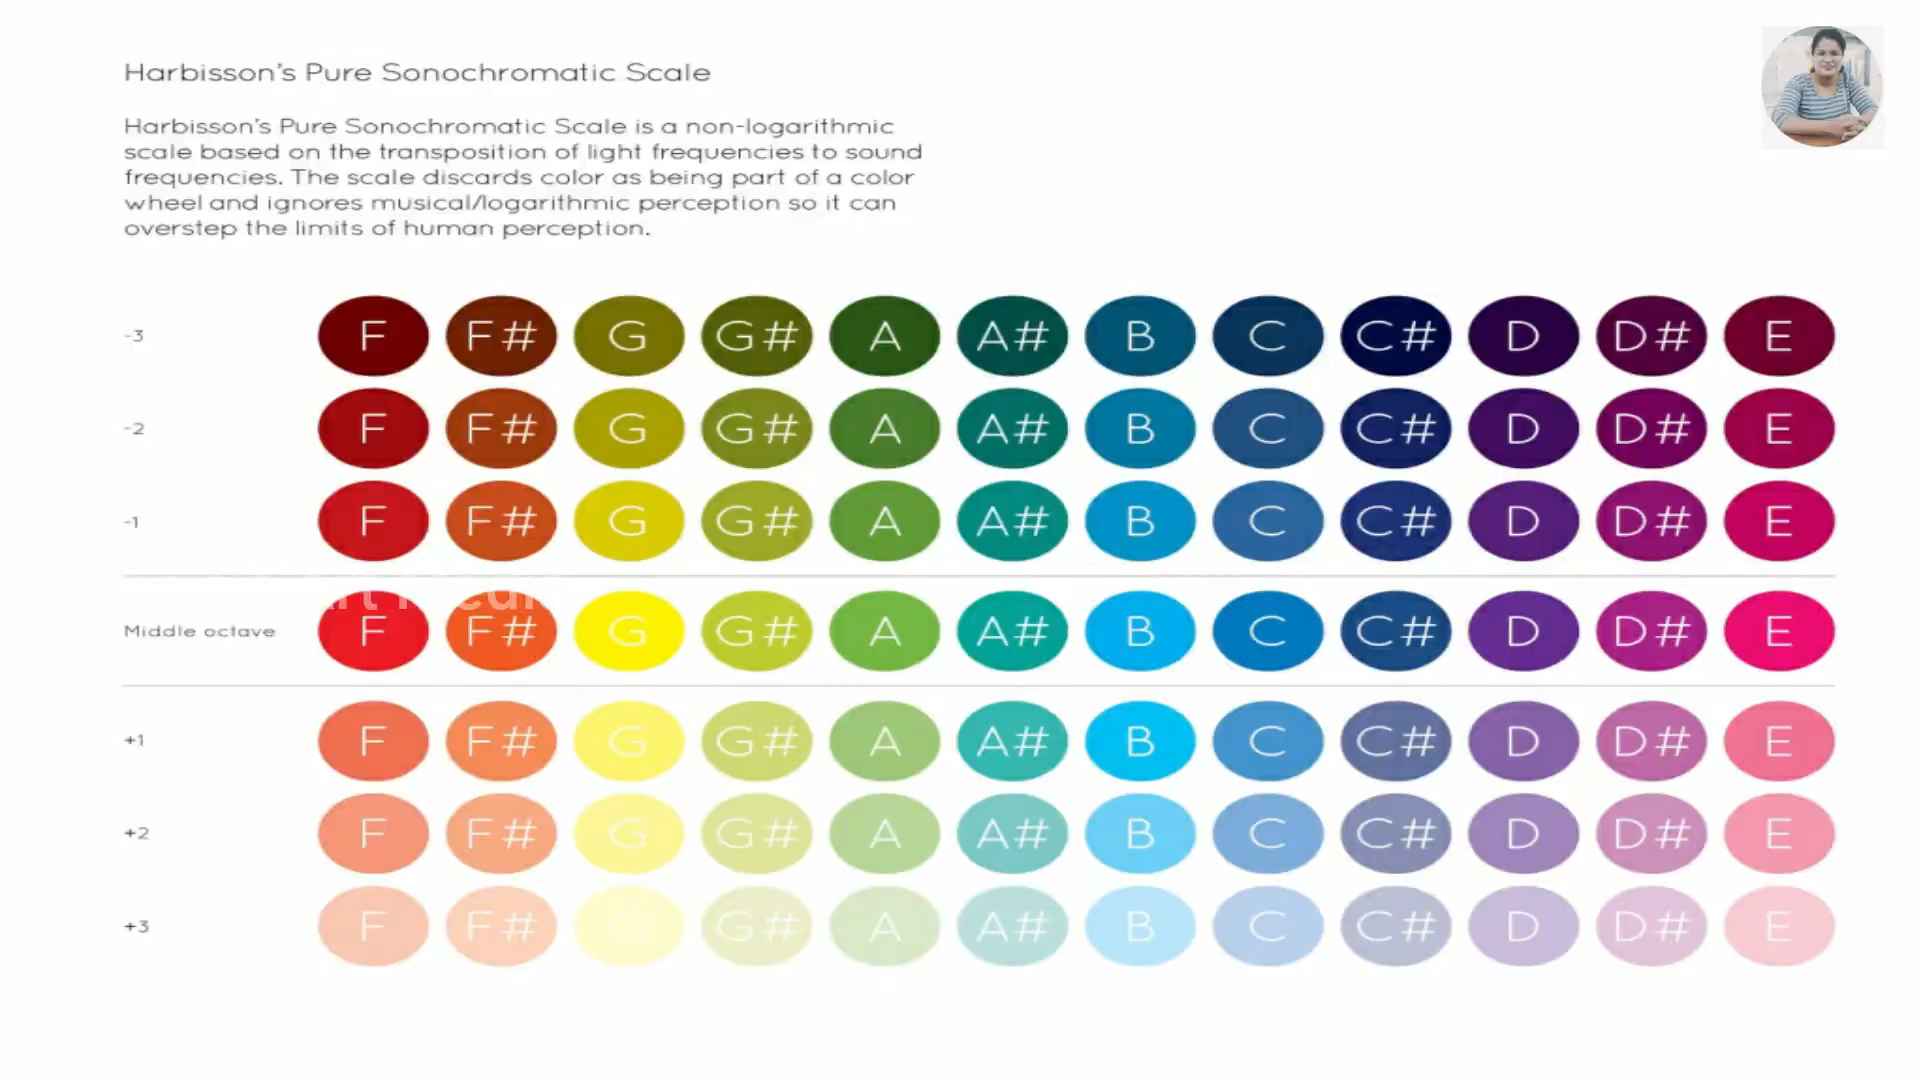 Harbisson's Pure Sonochromatic Scale
Harbisson's Pure Sonochromatic Scale is a non-logarithmic
scale based on the transposition of light frequencies to sound
frequencies. The scale discards color as being part of a color
wheel and ignores musical/logarithmic perception so it can
overstep the limits of human perception.
-3 F F# G G# A A# B C C# D D# E
-2 F F# G G# A A# B C C# D D# E
-1 F F# G G# A A# B C C# D D# E
Middle octave F F# G G# A A# B C C# D D# E
+1 F F# G G# A A# B C C# D D# E
+2 F F# G G# A A# B C C# D D# E
+3 F F# G G# A A# B C C# D D# E